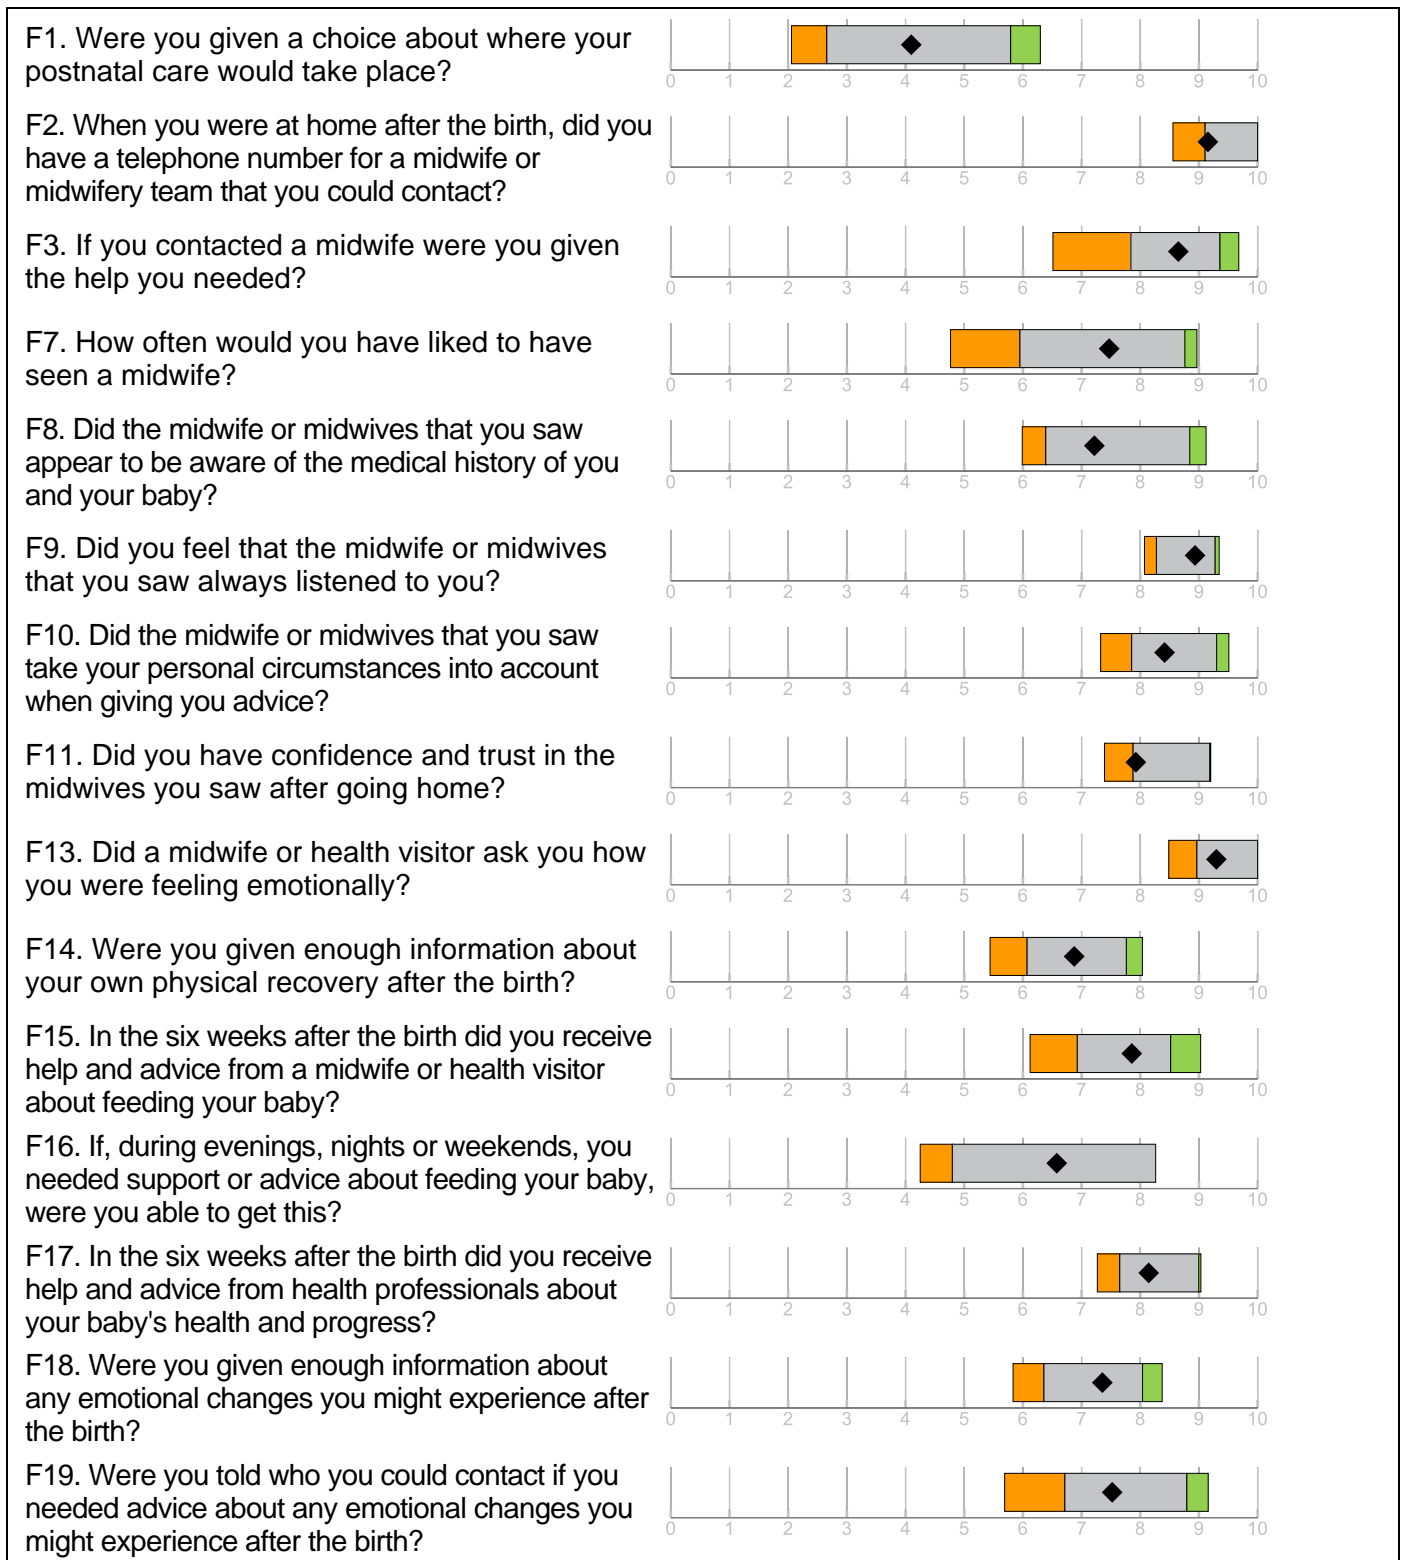 F1. Were you given a choice about where your
postnatal care would take place?
0 1 2 3 4 5 6 7 8 9 10
F2. When you were at home after the birth, did you
have a telephone number for a midwife or
midwifery team that you could contact?
0 1 2 3 4 5 6 7 8 9 10
F3. If you contacted a midwife were you given
the help you needed?
0 1 2 3 4 5 6 7 8 9 10
F7. How often would you have liked to have
seen a midwife?
0 1 2 3 4 5 6 7 8 9 10
F8. Did the midwife or midwives that you saw
appear to be aware of the medical history of you
and your baby?
0 1 2 3 4 5 6 7 8 9 10
F9. Did you feel that the midwife or midwives
that you saw always listened to you?
0 1 2 3 4 5 6 7 8 9 10
F10. Did the midwife or midwives that you saw
take your personal circumstances into account
when giving you advice?
0 1 2 3 4 5 6 7 8 9 10
F11. Did you have confidence and trust in the
midwives you saw after going home?
0 1 2 3 4 5 6 7 8 9 10
F13. Did a midwife or health visitor ask you how
you were feeling emotionally?
0 1 2 3 4 5 6 7 8 9 10
F14. Were you given enough information about
your own physical recovery after the birth?
0 1 2 3 4 5 6 7 8 9 10
F15. In the six weeks after the birth did you receive
help and advice from a midwife or health visitor
about feeding your baby?
0 1 2 3 4 5 6 7 8 9 10
F16. If, during evenings, nights or weekends, you
needed support or advice about feeding your baby,
were you able to get this?
0 1 2 3 4 5 6 7 8 9 10
F17. In the six weeks after the birth did you receive
help and advice from health professionals about
your baby's health and progress?
0 1 2 3 4 5 6 7 8 9 10
F18. Were you given enough information about
any emotional changes you might experience after
the birth?
0 1 2 3 4 5 6 7 8 9 10
F19. Were you told who you could contact if you
needed advice about any emotional changes you
might experience after the birth?
0 1 2 3 4 5 6 7 8 9 10